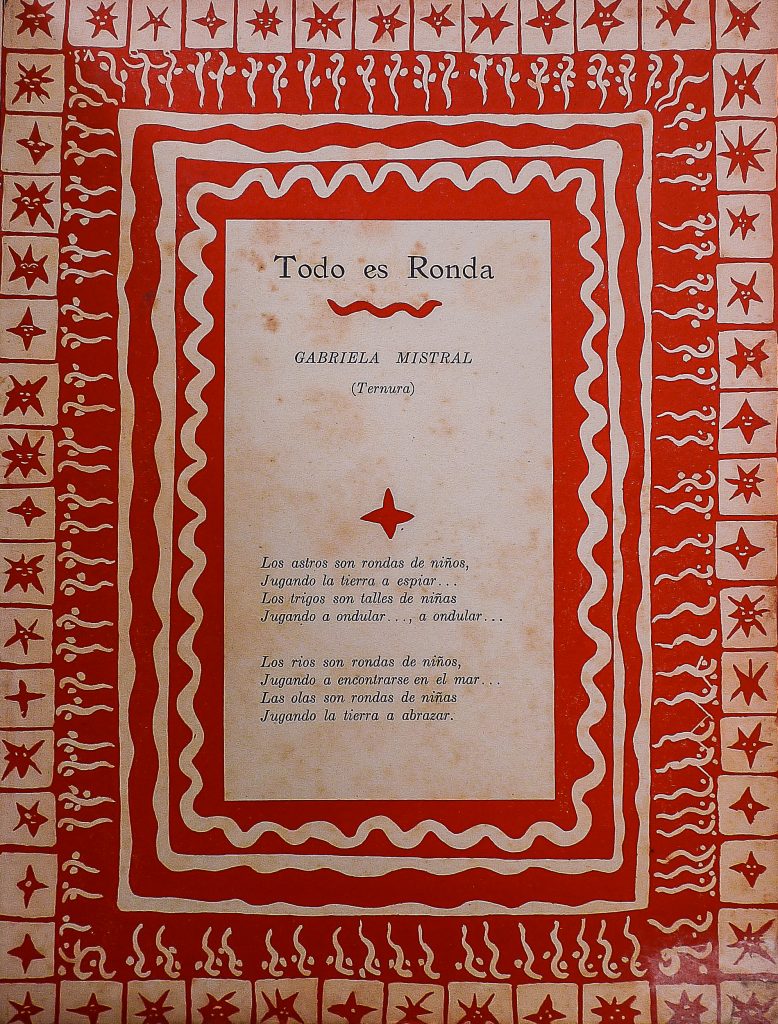 Todo es Ronda
GABRIELA MISTRAL
(Ternura)
Los astros son rondas de niños,
Jugando la tierra a espiar...
Los trigos son talles de niñas
Jugando a ondular..., a ondular...
Los rios son rondas de niños,
Jugando a encontrarse en el mar...
Las olas son rondas de niñas
Jugando la tierra a abrazar.